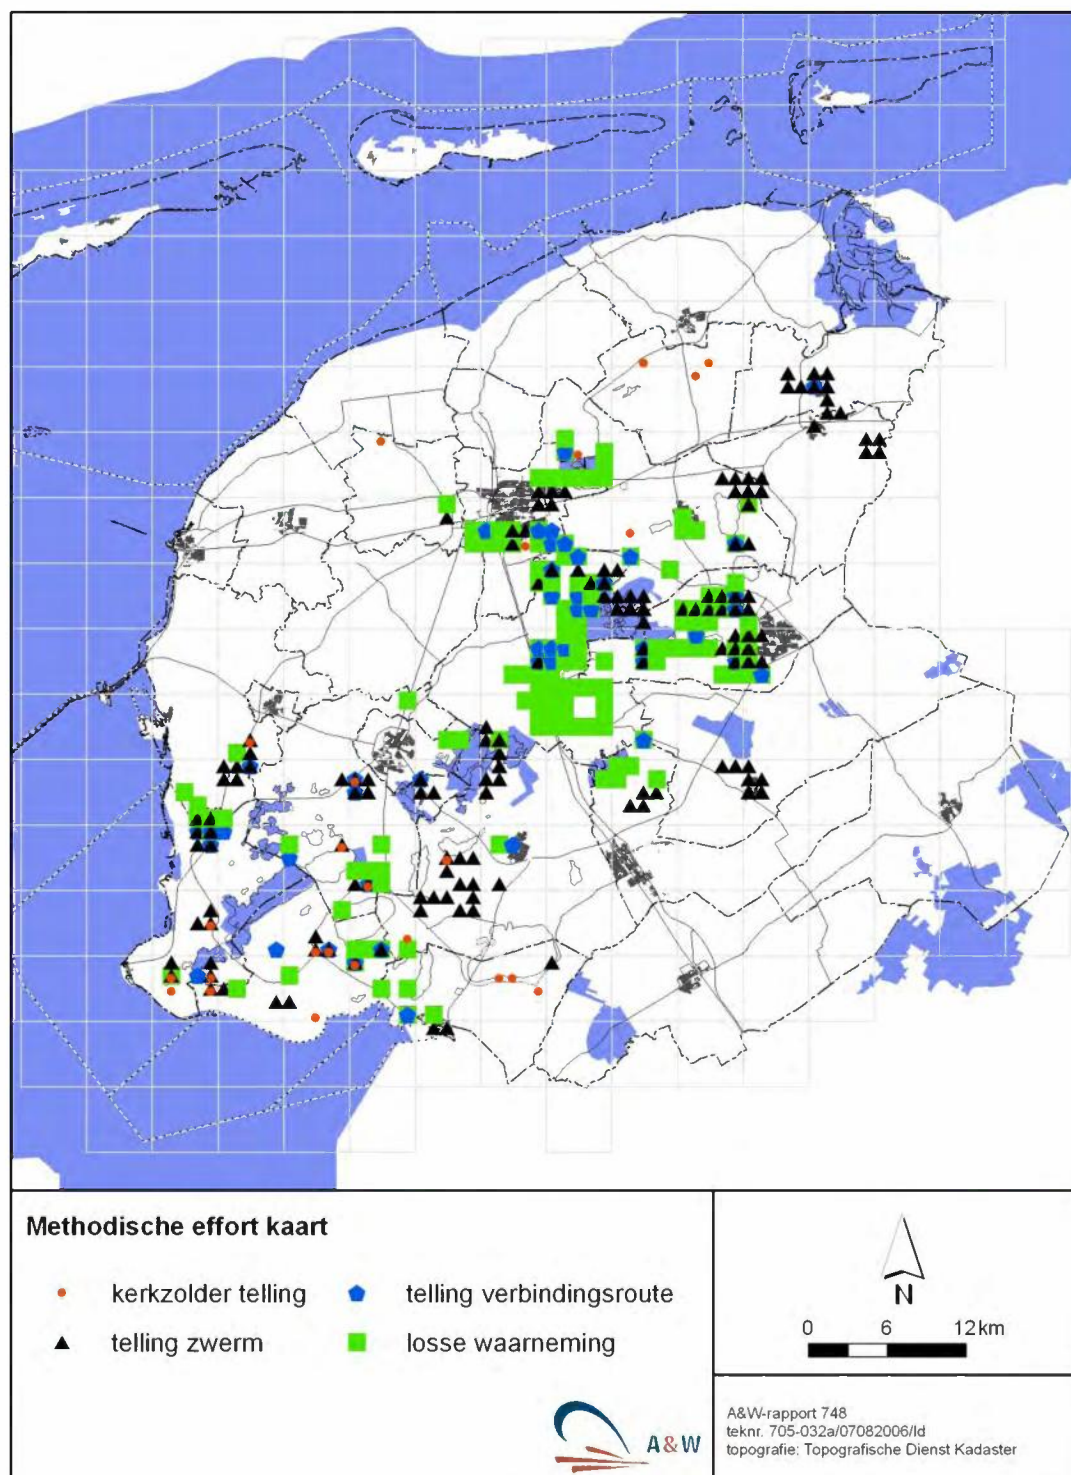 Methodische effort kaart
kerkzolder telling
telling verbindingsroute
telling zwerm
losse waarneming
N
0 6 12km
A&W
A&W-rapport 748
teknr. 705-032a/07082006/ld
topografie: Topografische Dienst Kadaster